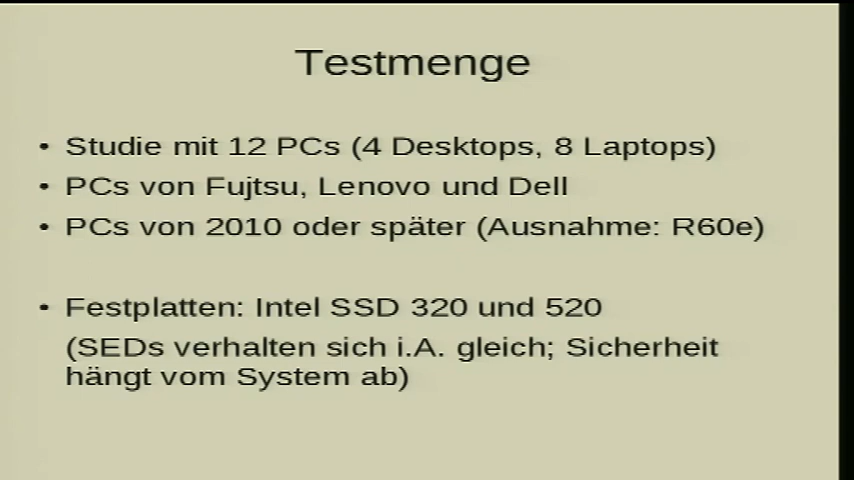 Testmenge
• Studie mit 12 PCs (4 Desktops, 8 Laptops)
• PCs von Fujtsu, Lenovo und Dell
• PCs von 2010 oder später (Ausnahme: R60e)
• Festplatten: Intel SSD 320 und 520
(SEDs verhalten sich i.A. gleich; Sicherheit
hängt vom System ab)